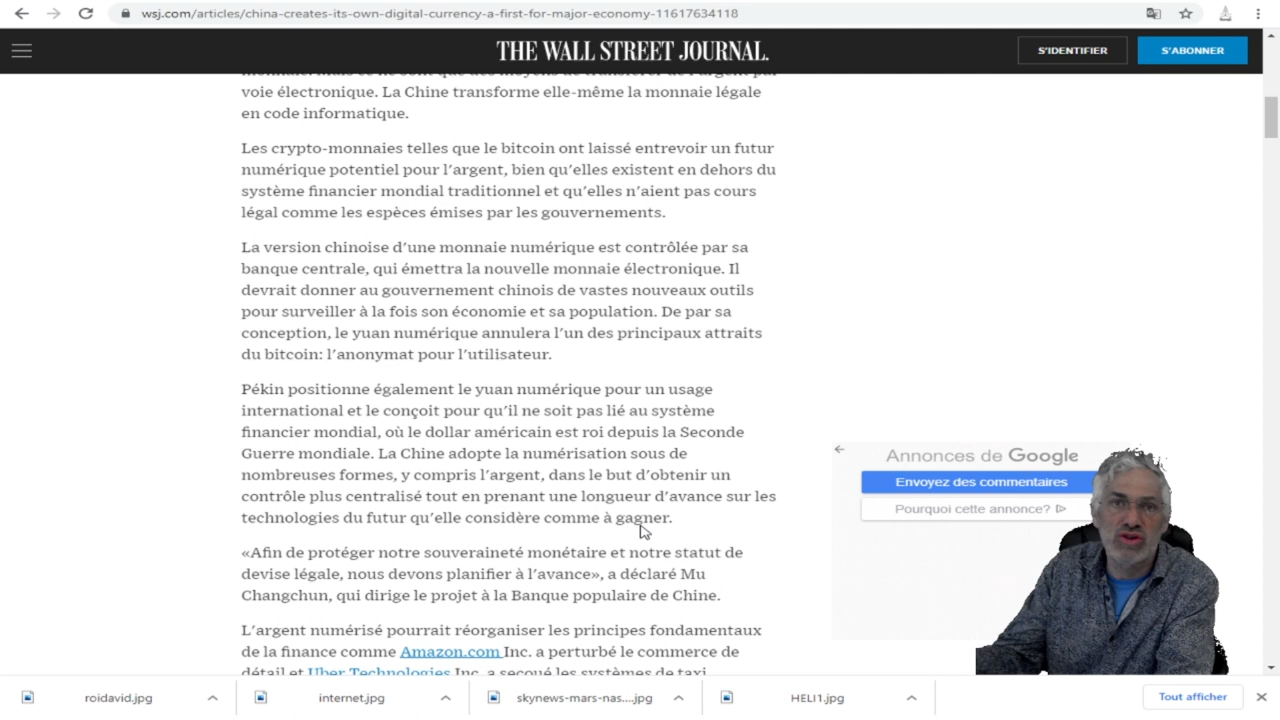 wsj.com/articles/china-creates-its-own-digital-currency-a-first-for-major-economy-11617634118
THE WALL STREET JOURNAL.
S'IDENTIFIER
S'ABONNER
voie électronique. La Chine transforme elle-même la monnaie légale
en code informatique.
Les crypto-monnaies telles que le bitcoin ont laissé entrevoir un futur
numérique potentiel pour l'argent, bien qu'elles existent en dehors du
système financier mondial traditionnel et qu'elles n'aient pas cours
légal comme les espèces émises par les gouvernements.
La version chinoise d'une monnaie numérique est contrôlée par sa
banque centrale, qui émettra la nouvelle monnaie électronique. Il
devrait donner au gouvernement chinois de vastes nouveaux outils
pour surveiller à la fois son économie et sa population. De par sa
conception, le yuan numérique annulera l'un des principaux attraits
du bitcoin: l'anonymat pour l'utilisateur.
Pékin positionne également le yuan numérique pour un usage
international et le conçoit pour qu'il ne soit pas lié au système
financier mondial, où le dollar américain est roi depuis la Seconde
Guerre mondiale. La Chine adopte la numérisation sous de
nombreuses formes, y compris l'argent, dans le but d'obtenir un
contrôle plus centralisé tout en prenant une longueur d'avance sur les
technologies du futur qu'elle considère comme à gagner.
«Afin de protéger notre souveraineté monétaire et notre statut de
devise légale, nous devons planifier à l'avance», a déclaré Mu
Changchun, qui dirige le projet à la Banque populaire de Chine.
L'argent numérisé pourrait réorganiser les principes fondamentaux
de la finance comme Amazon.com Inc. a perturbé le commerce de
détail et Uber Technologies Inc. a secoué les systèmes de taxi.
Annonces de Google
Envoyez des commentaires
Pourquoi cette annonce?
roidavid.jpg
internet.jpg
skynews-mars-nas....jpg
HELI1.jpg
Tout afficher